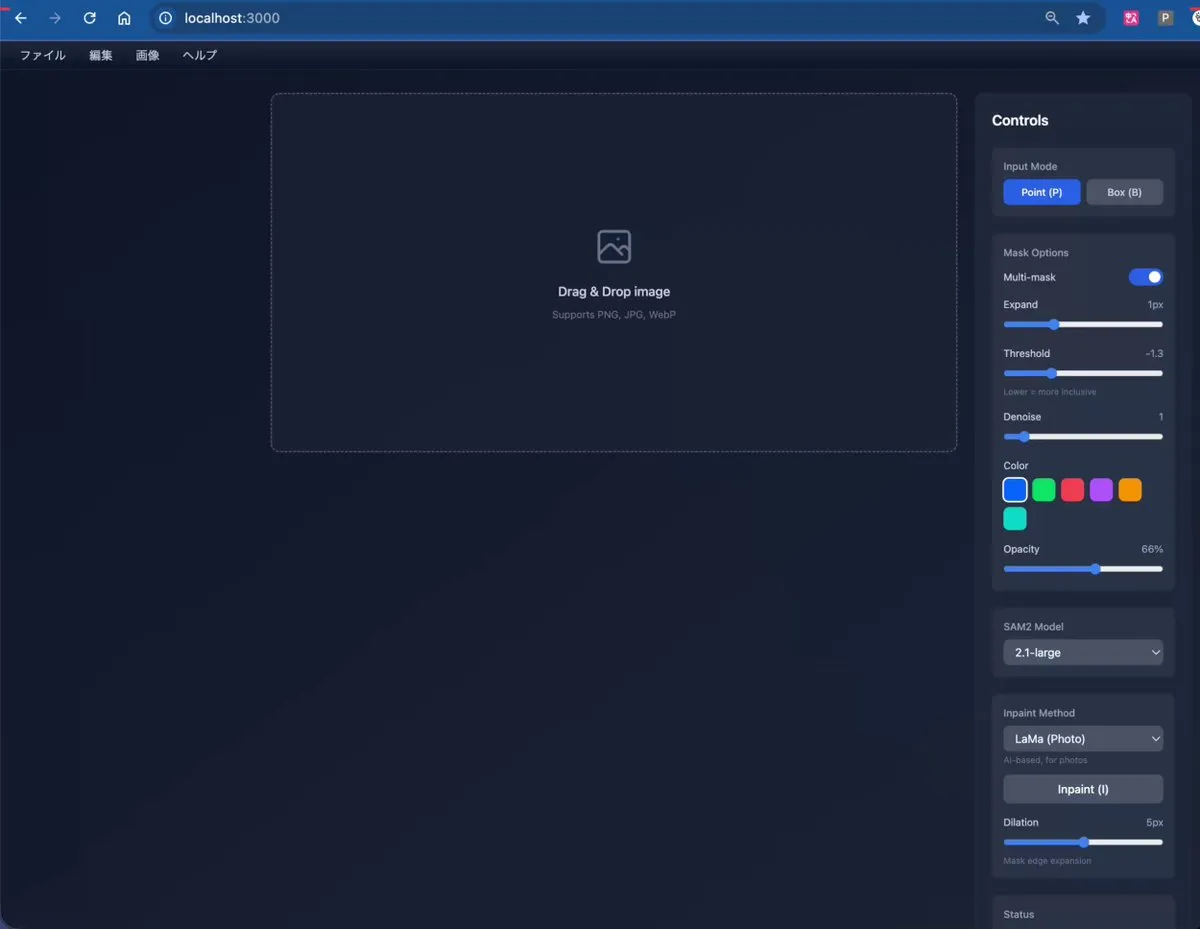 localhost:3000
P
ファイル 編集 画像 ヘルプ
Drag & Drop image
Supports PNG, JPG, WebP
Controls
Input Mode
Point (P) Box (B)
Mask Options
Multi-mask
Expand 1px
Threshold -1.3
Lower = more inclusive
Denoise 1
Color
Opacity 66%
SAM2 Model
2.1-large
Inpaint Method
LaMa (Photo)
AI-based, for photos
Inpaint (I)
Dilation 5px
Mask edge expansion
Status